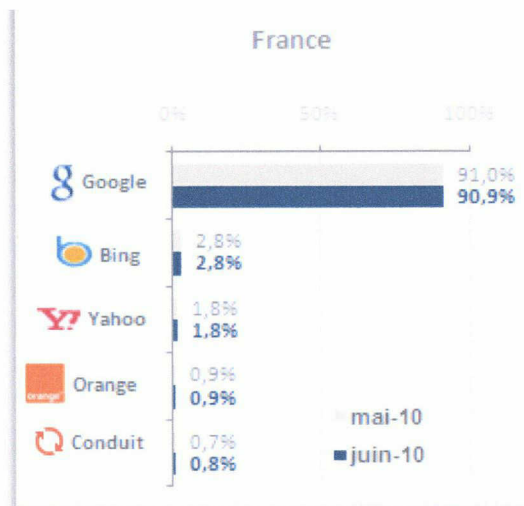 France
0% 50% 100%
g Google 91,0%
90,9%
b Bing 2,8%
2,8%
Y! Yahoo 1,8%
1,8%
orange Orange 0,9%
0,9%
Conduit 0,7%
0,8%
mai-10
juin-10